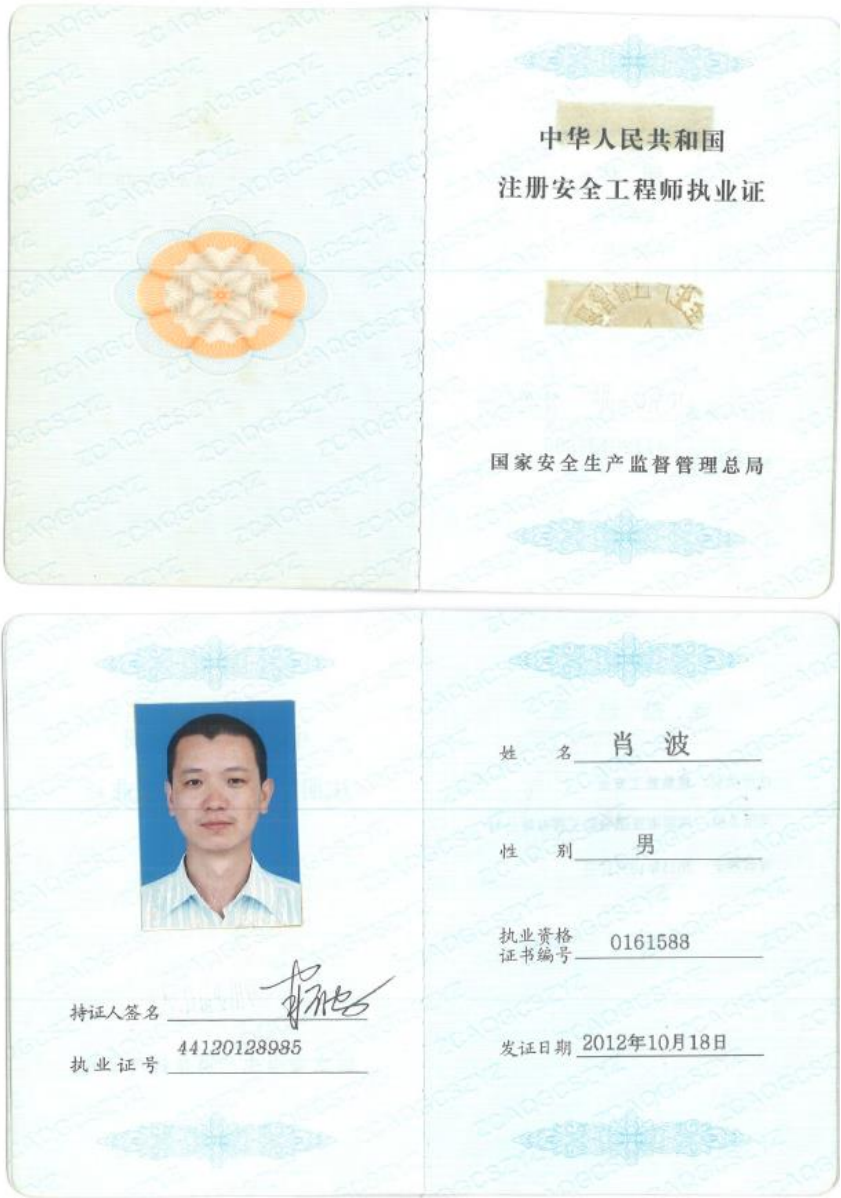 中华人民共和国
注册安全工程师执业证
国家安全生产监督管理总局
姓 名 肖 波
性 别 男
执业资格
证书编号 0161588
持证人签名
执业证号 44120128985
发证日期 2012年10月18日